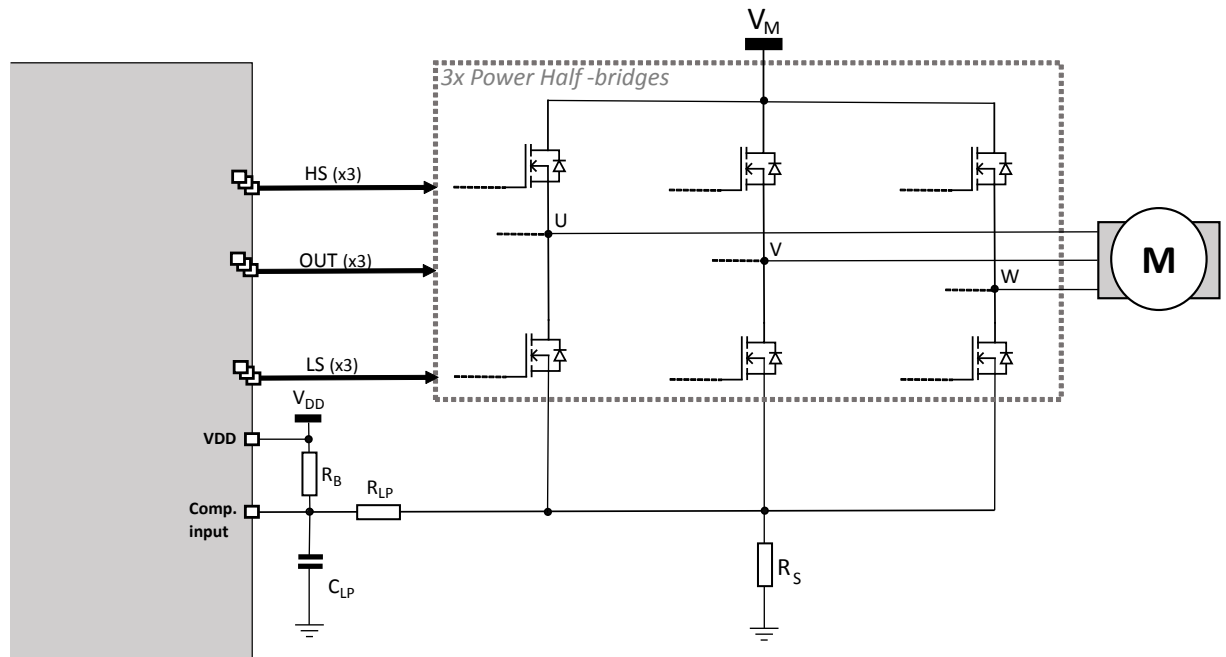 V_M
3x Power Half -bridges
HS (x3)
U
OUT (x3)
V
M
W
LS (x3)
V_DD
VDD
R_B
R_LP
Comp.
input
R_S
C_LP